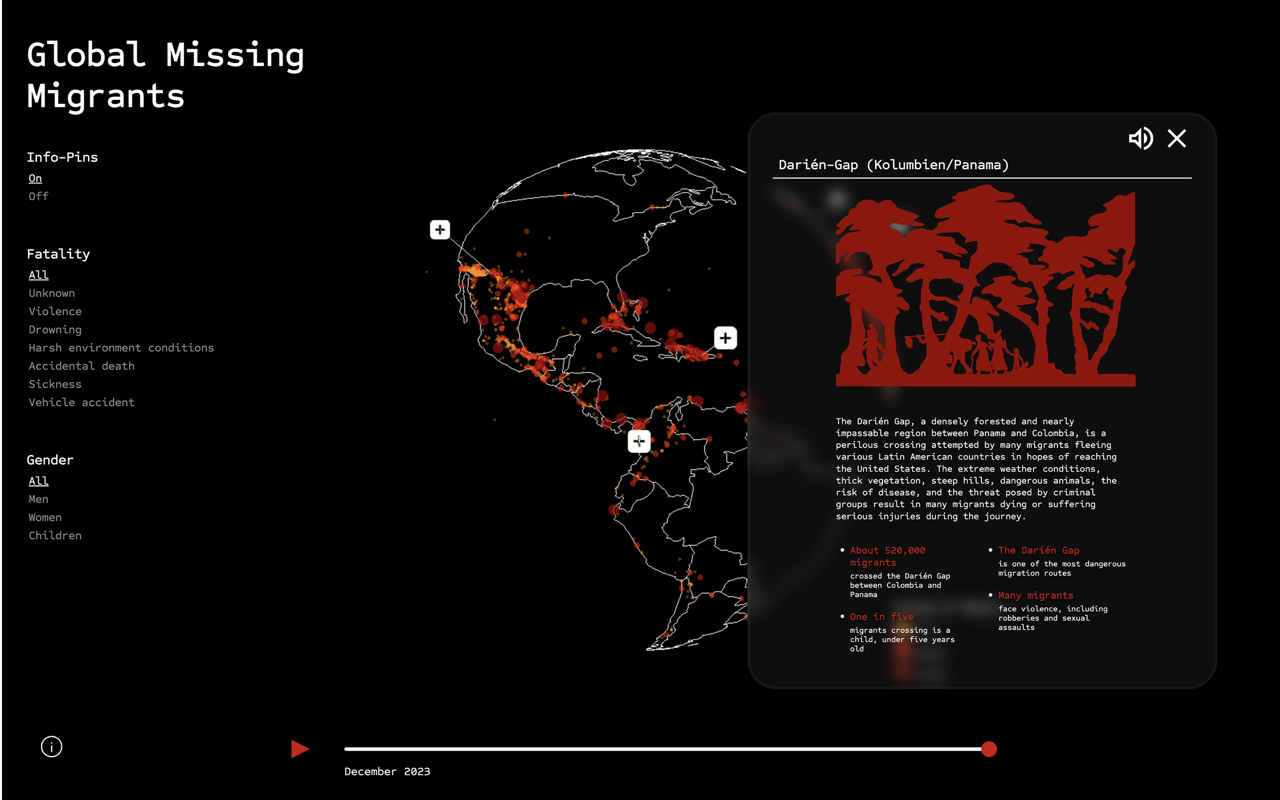 Global Missing
Migrants
Info-Pins
On
Off
Fatality
All
Unknown
Violence
Drowning
Harsh environment conditions
Accidental death
Sickness
Vehicle accident
Gender
All
Men
Women
Children
Darién-Gap (Kolumbien/Panama)
The Darién Gap, a densely forested and nearly
impassable region between Panama and Colombia, is a
perilous crossing attempted by many migrants fleeing
various Latin American countries in hopes of reaching
the United States. The extreme weather conditions,
thick vegetation, steep hills, dangerous animals, the
risk of disease, and the threat posed by criminal
groups result in many migrants dying or suffering
serious injuries during the journey.
• About 520,000
migrants
crossed the Darién Gap
between Colombia and
Panama
• One in five
migrants crossing is a
child, under five years
old
• The Darién Gap
is one of the most dangerous
migration routes
• Many migrants
face violence, including
robberies and sexual
assaults
December 2023